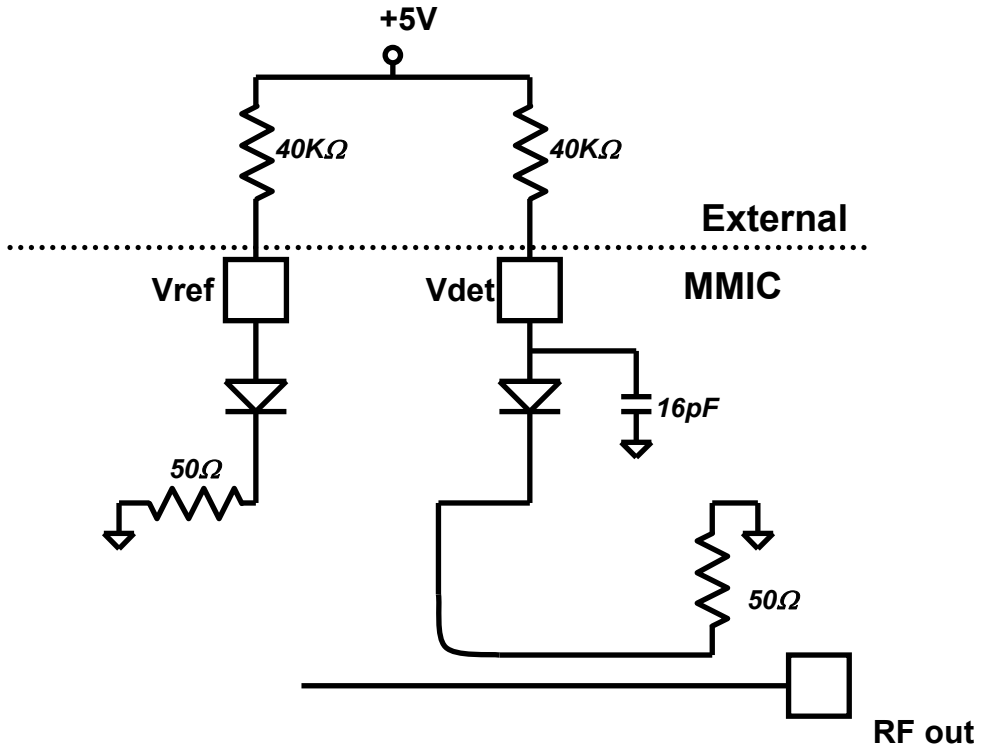 +5V
40KΩ
40KΩ
External
Vref
Vdet
MMIC
16pF
50Ω
50Ω
RF out